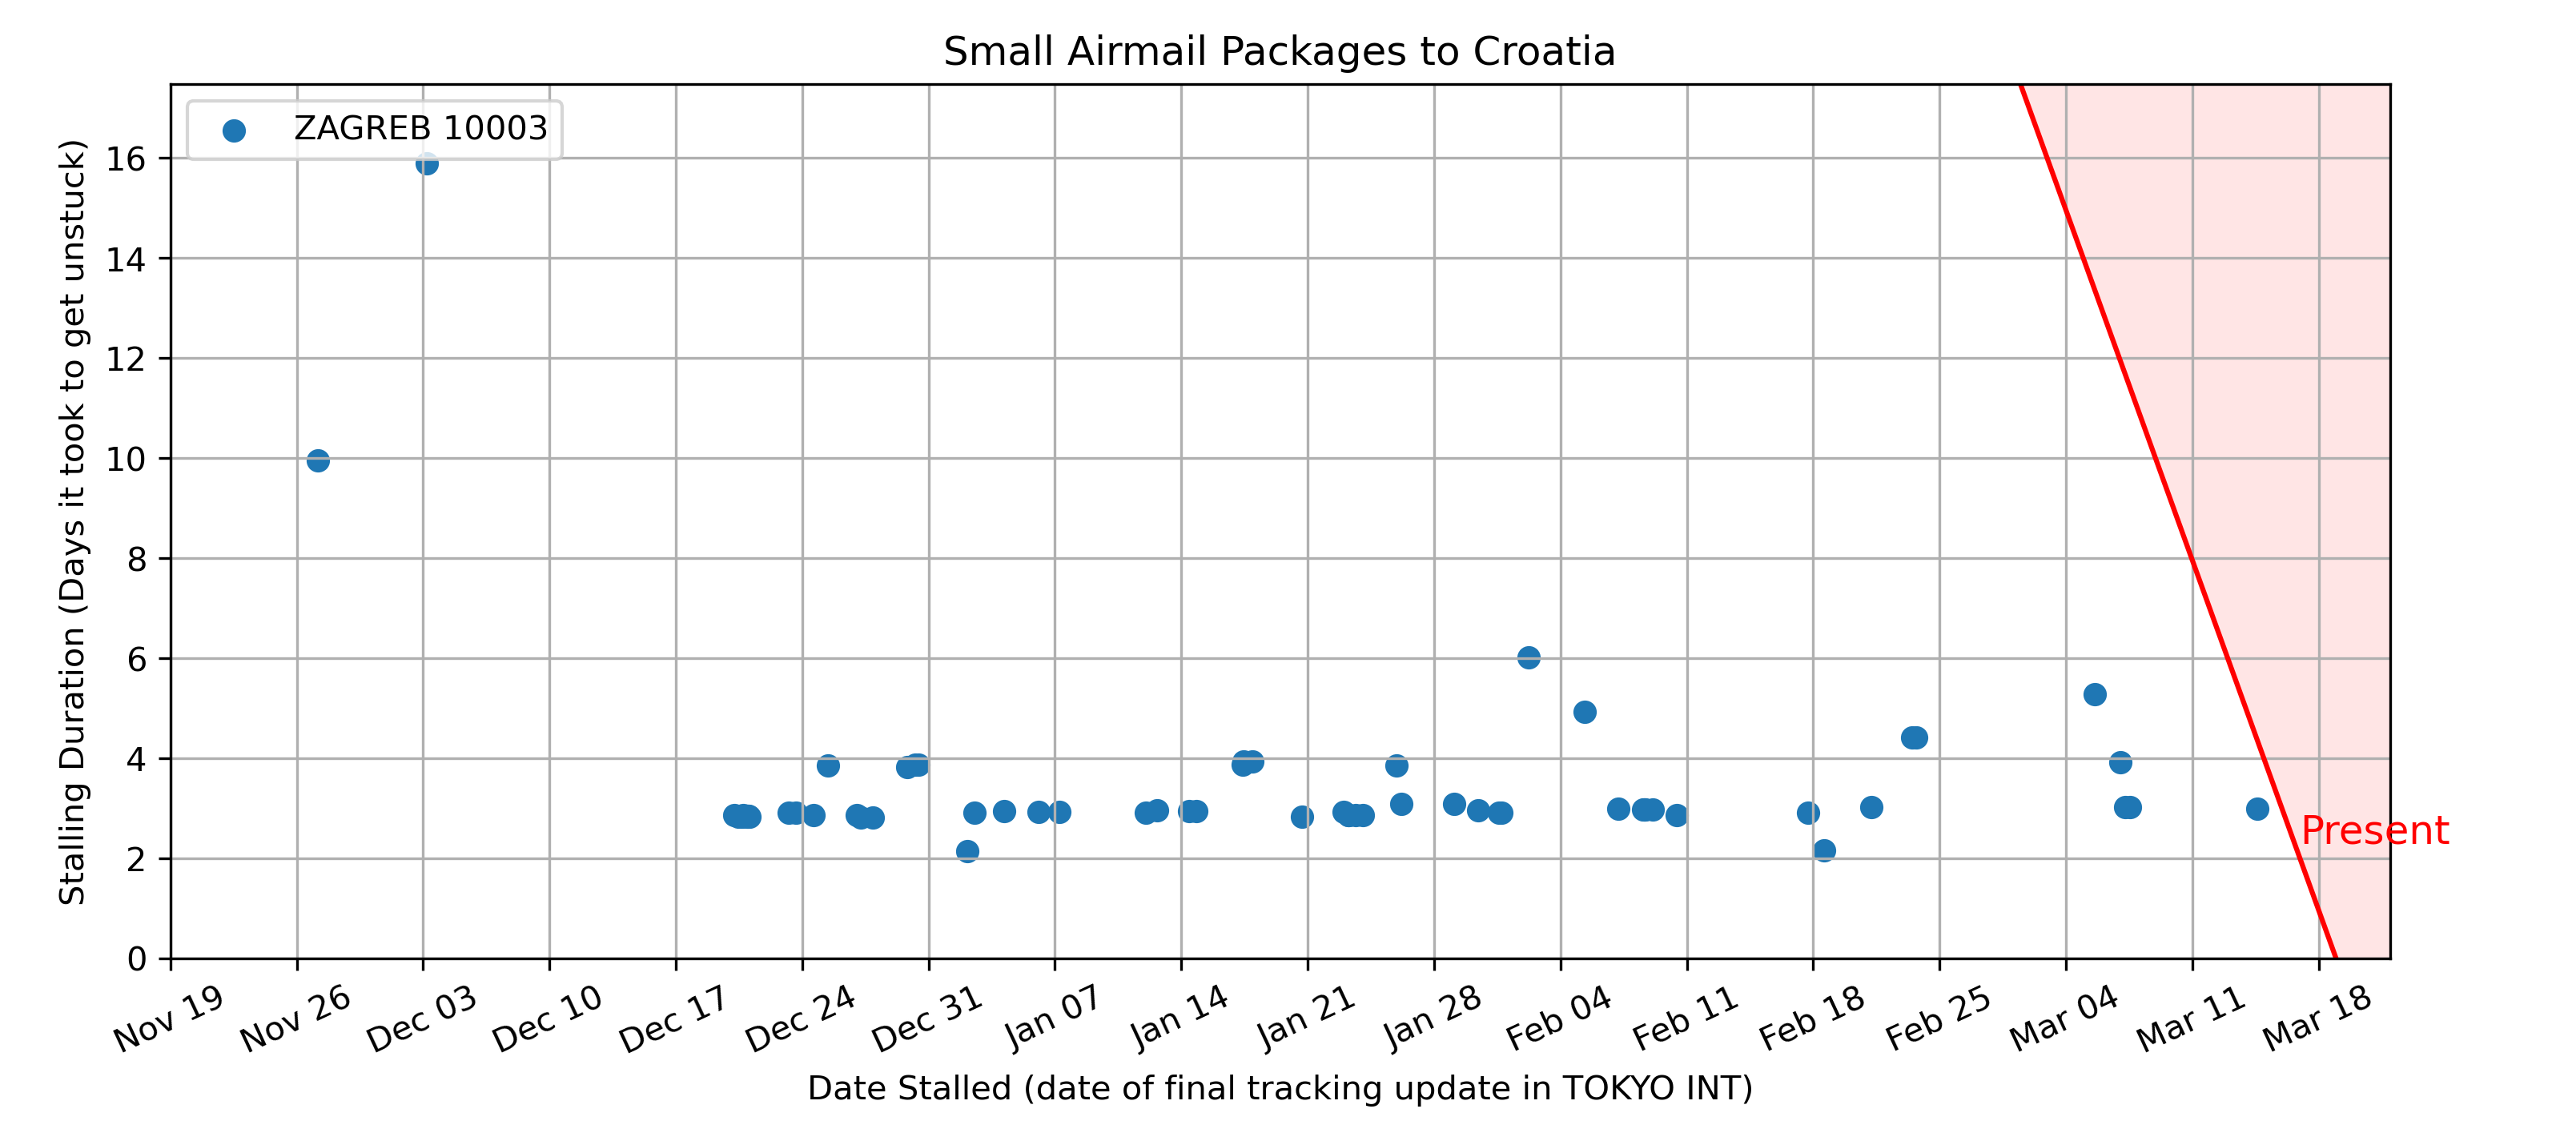 Small Airmail Packages to Croatia
ZAGREB 10003
Stalling Duration (Days it took to get unstuck)
16
14
12
10
8
6
4
2
0
Present
Nov 19 Nov 26 Dec 03 Dec 10 Dec 17 Dec 24 Dec 31 Jan 07 Jan 14 Jan 21 Jan 28 Feb 04 Feb 11 Feb 18 Feb 25 Mar 04 Mar 11 Mar 18
Date Stalled (date of final tracking update in TOKYO INT)